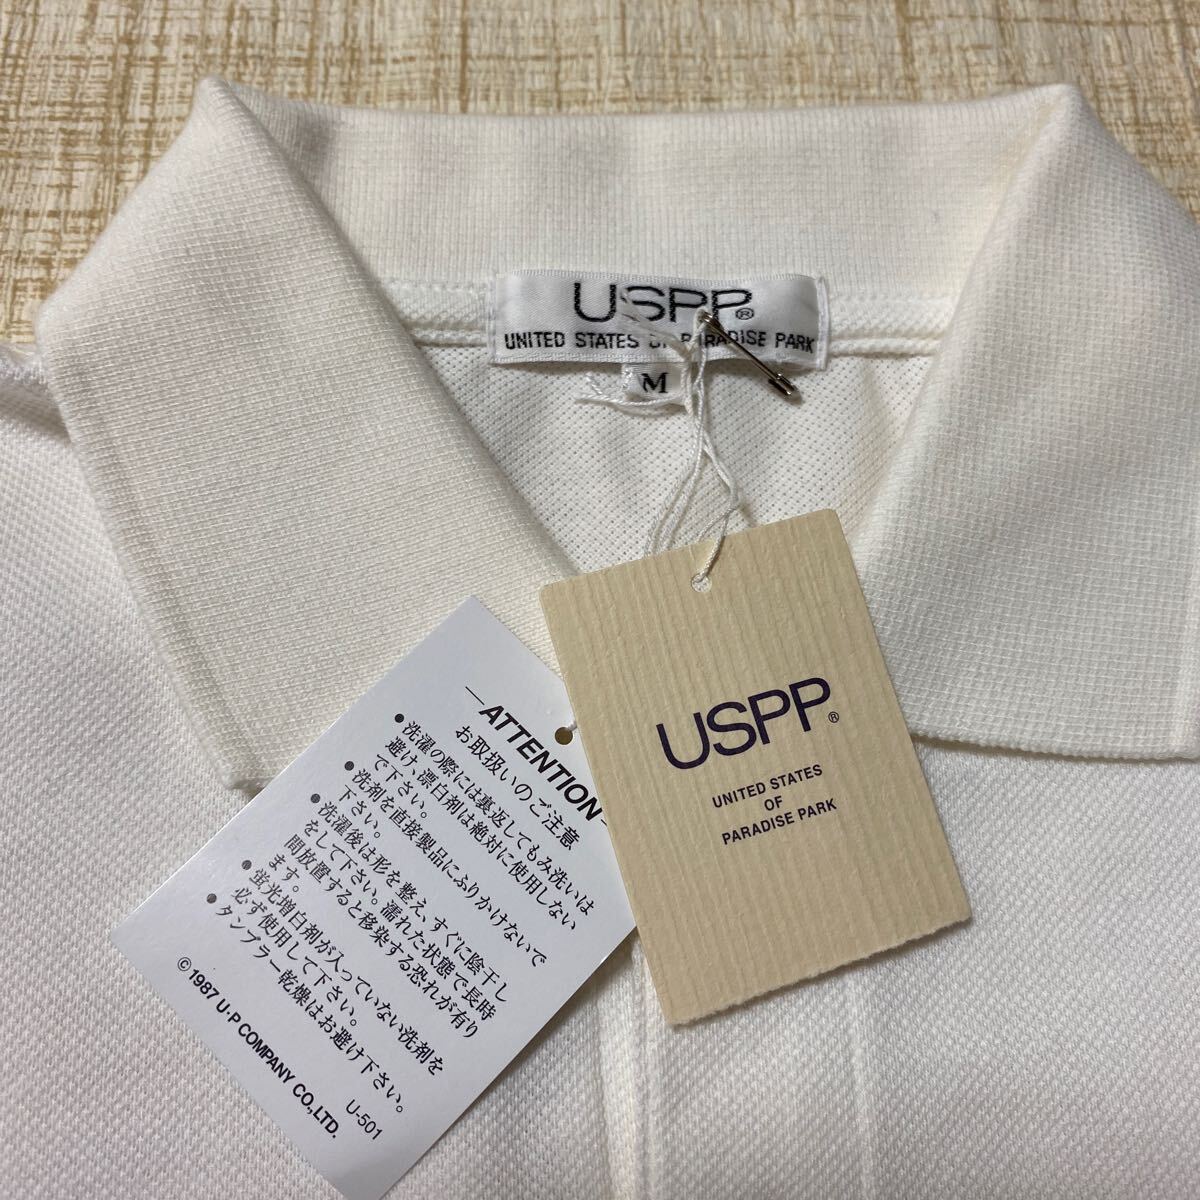 USPP®
UNITED STATES OF PARADISE PARK
M
USPP®
UNITED STATES
OF
PARADISE PARK
—ATTENTION—
お取扱いのご注意
●洗濯の際には裏返してもみ洗いは
避け、漂白剤は絶対に使用しない
で下さい。
●洗剤を直接製品にふりかけないで
下さい。
●洗濯後は形を整え、すぐに陰干し
をして下さい。濡れた状態で長時
間放置すると移染する恐れが有り
ます。
●蛍光増白剤が入っていない洗剤を
必ず使用して下さい。
●タンブラー乾燥はお避け下さい。
©1987 U·P COMPANY CO.,LTD.
U-501